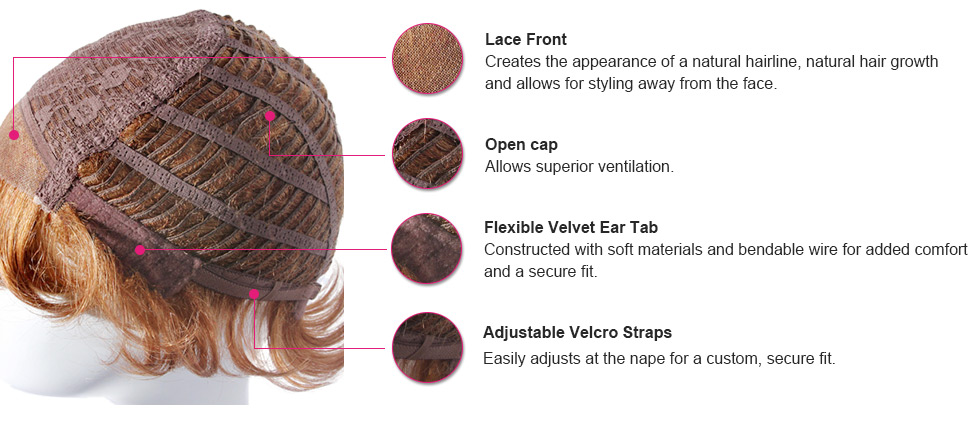 Lace Front
Creates the appearance of a natural hairline, natural hair growth
and allows for styling away from the face.
Open cap
Allows superior ventilation.
Flexible Velvet Ear Tab
Constructed with soft materials and bendable wire for added comfort
and a secure fit.
Adjustable Velcro Straps
Easily adjusts at the nape for a custom, secure fit.